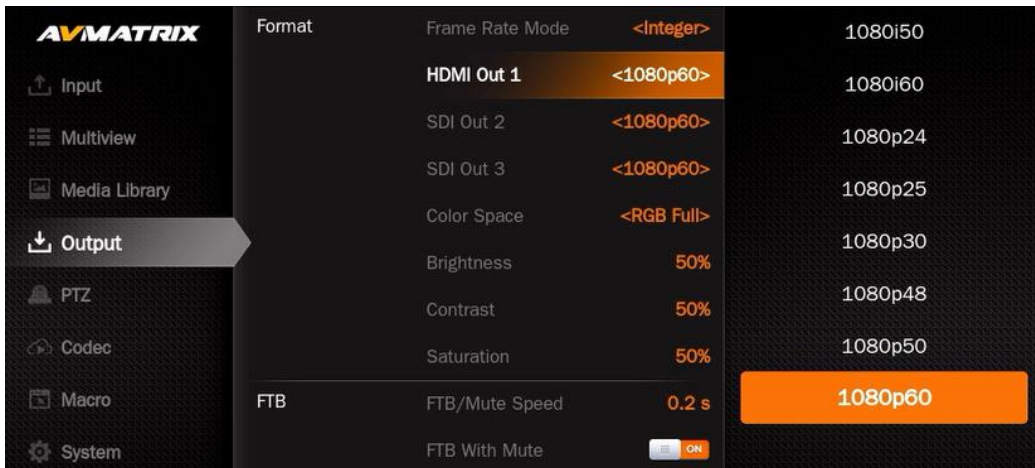 AVMATRIX
Input
Multiview
Media Library
Output
PTZ
Codec
Macro
System
Format
Frame Rate Mode <Integer>
HDMI Out 1 <1080p60>
SDI Out 2 <1080p60>
SDI Out 3 <1080p60>
Color Space <RGB Full>
Brightness 50%
Contrast 50%
Saturation 50%
FTB
FTB/Mute Speed 0.2 s
FTB With Mute ON
1080i50
1080i60
1080p24
1080p25
1080p30
1080p48
1080p50
1080p60